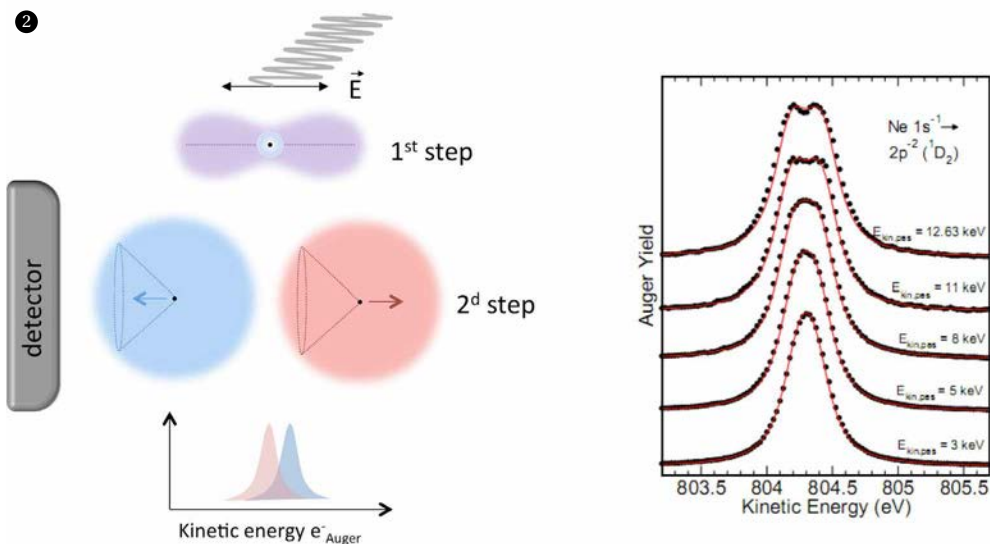 2
E
1st step
detector
2d step
Kinetic energy e-Auger
Ne 1s-1→
2p-2 (1D2)
Ekin,pes = 12.63 keV
Ekin,pes = 11 keV
Ekin,pes = 8 keV
Ekin,pes = 5 keV
Ekin,pes = 3 keV
Auger Yield
803.5 804 804.5 805 805.5
Kinetic Energy (eV)